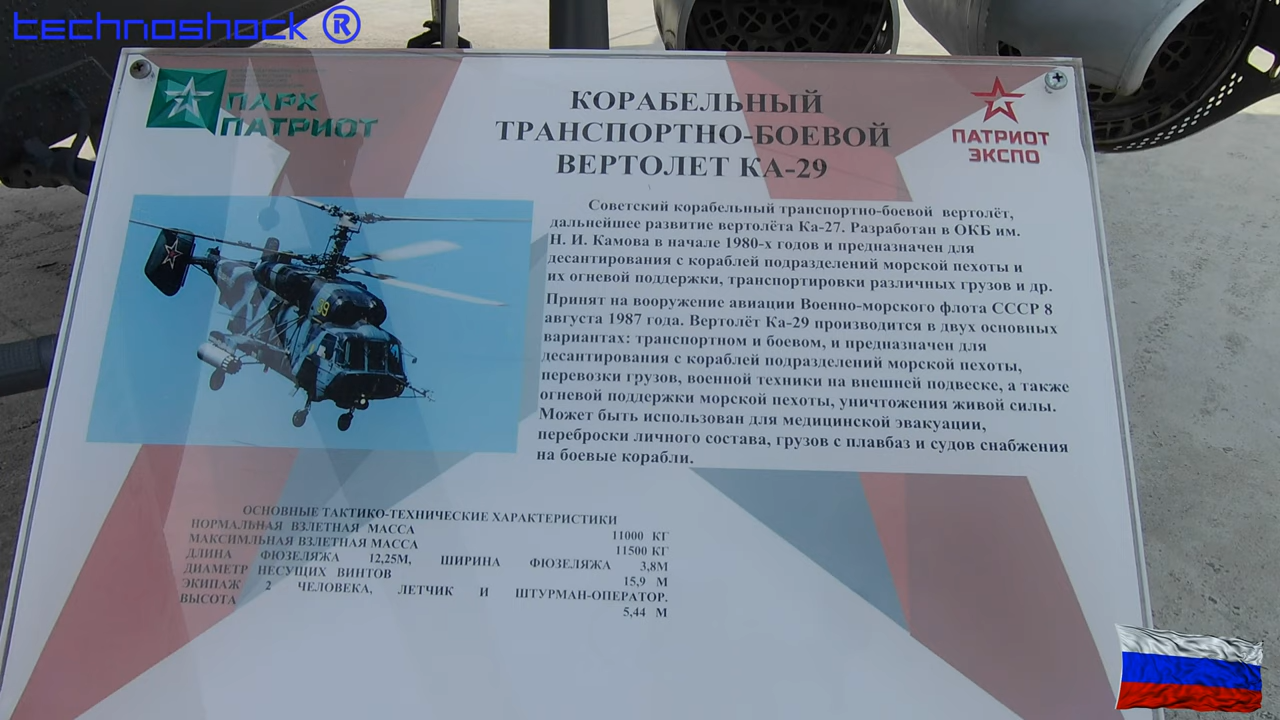 technoshock ®
ПАРК
ПАТРИОТ
ПАТРИОТ
ЭКСПО
КОРАБЕЛЬНЫЙ
ТРАНСПОРТНО-БОЕВОЙ
ВЕРТОЛЕТ КА-29
Советский корабельный транспортно-боевой вертолёт,
дальнейшее развитие вертолёта Ка-27. Разработан в ОКБ им.
Н. И. Камова в начале 1980-х годов и предназначен для
десантирования с кораблей подразделений морской пехоты и
их огневой поддержки, транспортировки различных грузов и др.
Принят на вооружение авиации Военно-морского флота СССР 8
августа 1987 года. Вертолёт Ка-29 производится в двух основных
вариантах: транспортном и боевом, и предназначен для
десантирования с кораблей подразделений морской пехоты,
перевозки грузов, военной техники на внешней подвеске, а также
огневой поддержки морской пехоты, уничтожения живой силы.
Может быть использован для медицинской эвакуации,
переброски личного состава, грузов с плавбаз и судов снабжения
на боевые корабли.
ОСНОВНЫЕ ТАКТИКО-ТЕХНИЧЕСКИЕ ХАРАКТЕРИСТИКИ
НОРМАЛЬНАЯ ВЗЛЕТНАЯ МАССА 11000 КГ
МАКСИМЛЬНАЯ ВЗЛЕТНАЯ МАССА 11500 КГ
ДЛИНА ФЮЗЕЛЯЖА 12,25М, ШИРИНА ФЮЗЕЛЯЖА 3,8М
ДИАМЕТР НЕСУЩИХ ВИНТОВ 15,9 М
ЭКИПАЖ 2 ЧЕЛОВЕКА, ЛЕТЧИК И ШТУРМАН-ОПЕРАТОР.
ВЫСОТА 5,44 М